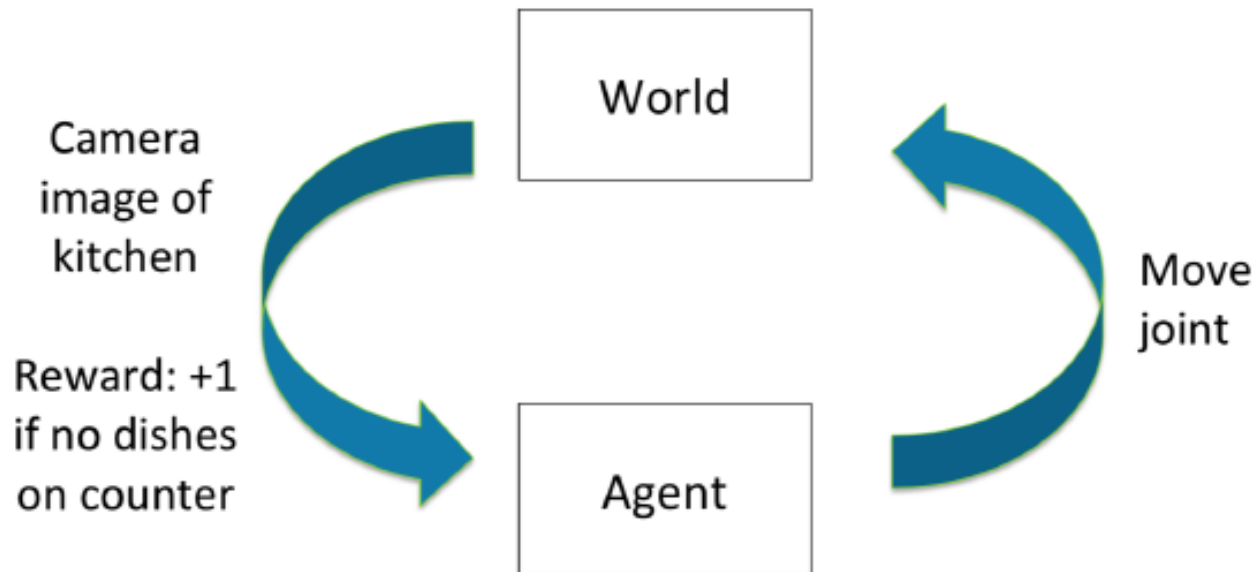 World
Camera
image of
kitchen
Move
joint
Reward: +1
if no dishes
on counter
Agent